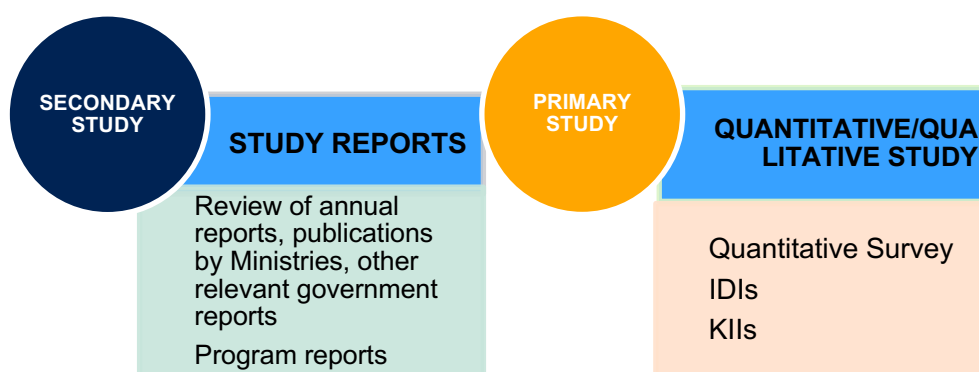 SECONDARY
STUDY
STUDY REPORTS
Review of annual
reports, publications
by Ministries, other
relevant government
reports
Program reports
PRIMARY
STUDY
QUANTITATIVE/QUA
LITATIVE STUDY
Quantitative Survey
IDIs
KIIs